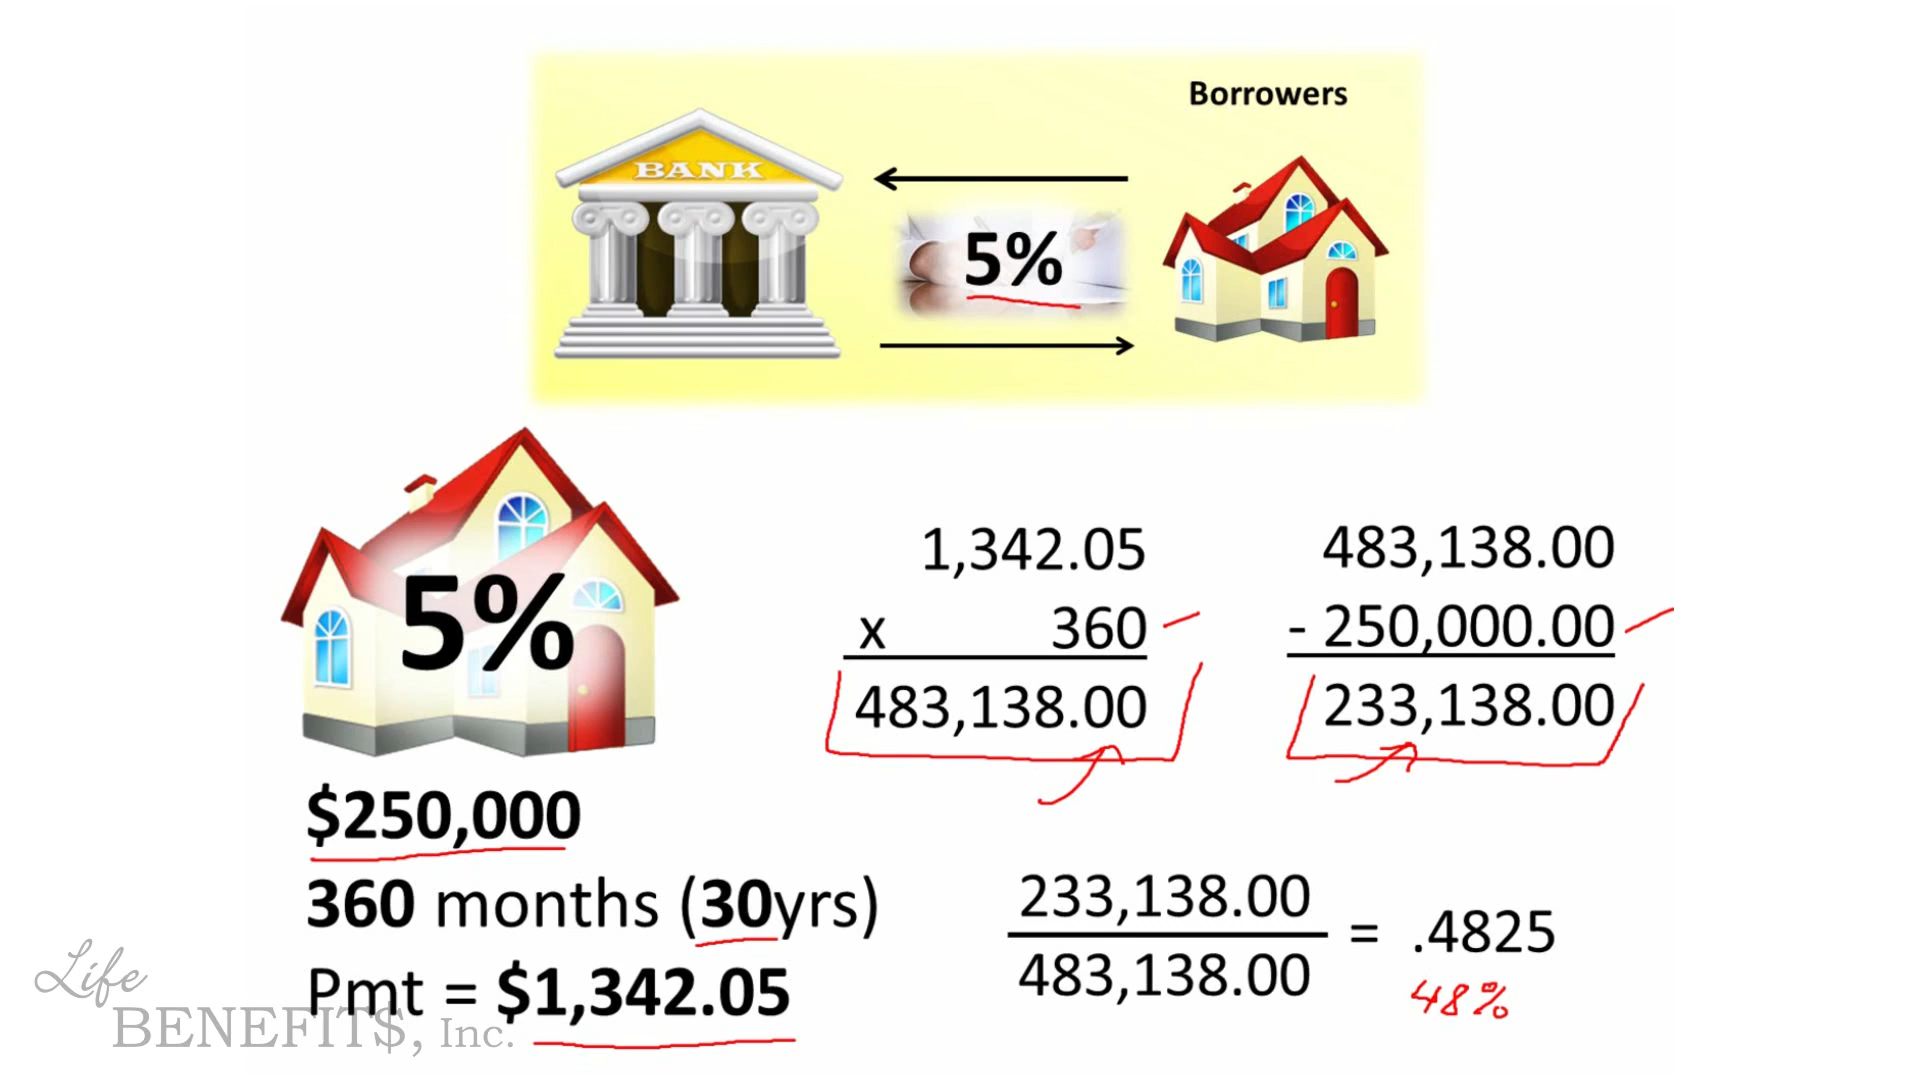 Borrowers
BANK
5%
5%
$250,000
360 months (30yrs)
Pmt = $1,342.05
1,342.05
x 360
483,138.00
483,138.00
- 250,000.00
233,138.00
233,138.00
483,138.00
= .4825
48%
Life
BENEFIT$, Inc.